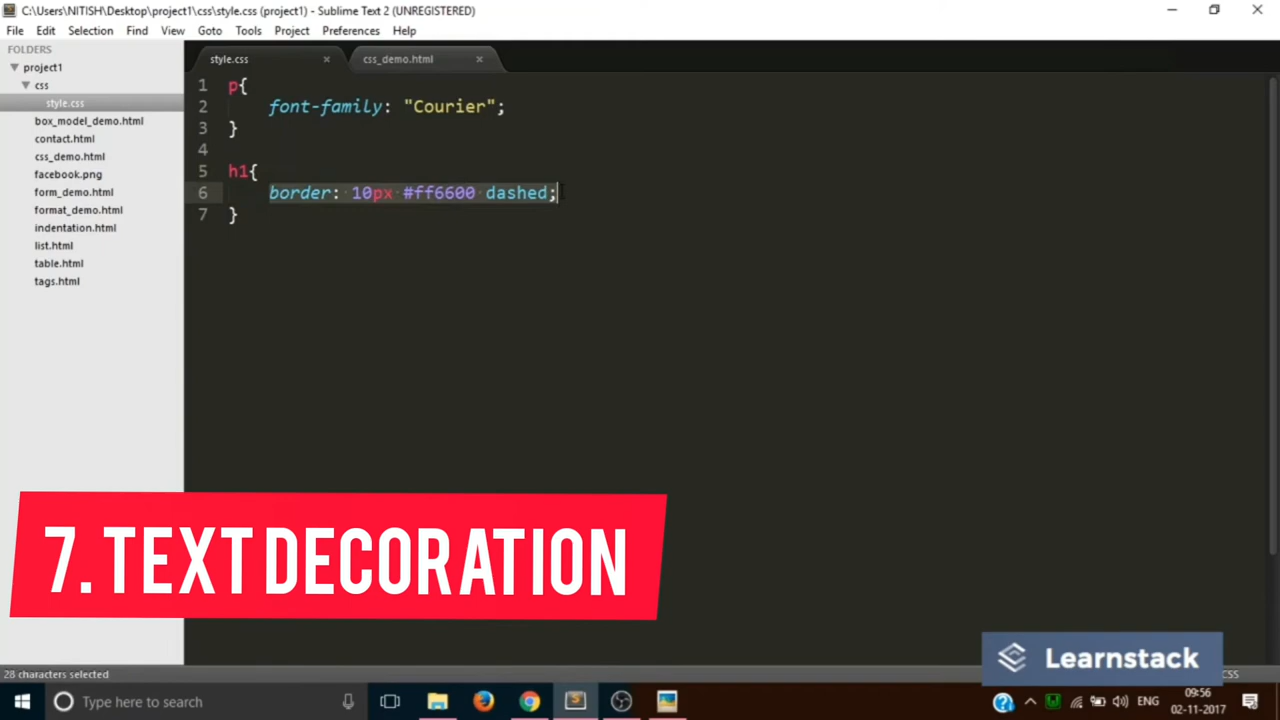 C:\Users\NITISH\Desktop\project1\css\style.css (project1) - Sublime Text 2 (UNREGISTERED)
File Edit Selection Find View Goto Tools Project Preferences Help
FOLDERS
project1
css
style.css
box_model_demo.html
contact.html
css_demo.html
facebook.png
form_demo.html
format_demo.html
indentation.html
list.html
table.html
tags.html
style.css × css_demo.html ×
1 p{
2 font-family: "Courier";
3 }
4
5 h1{
6 border: 10px #ff6600 dashed;
7 }
7. TEXT DECORATION
Learnstack
28 characters selected
CSS
Type here to search
ENG
09:56
02-11-2017